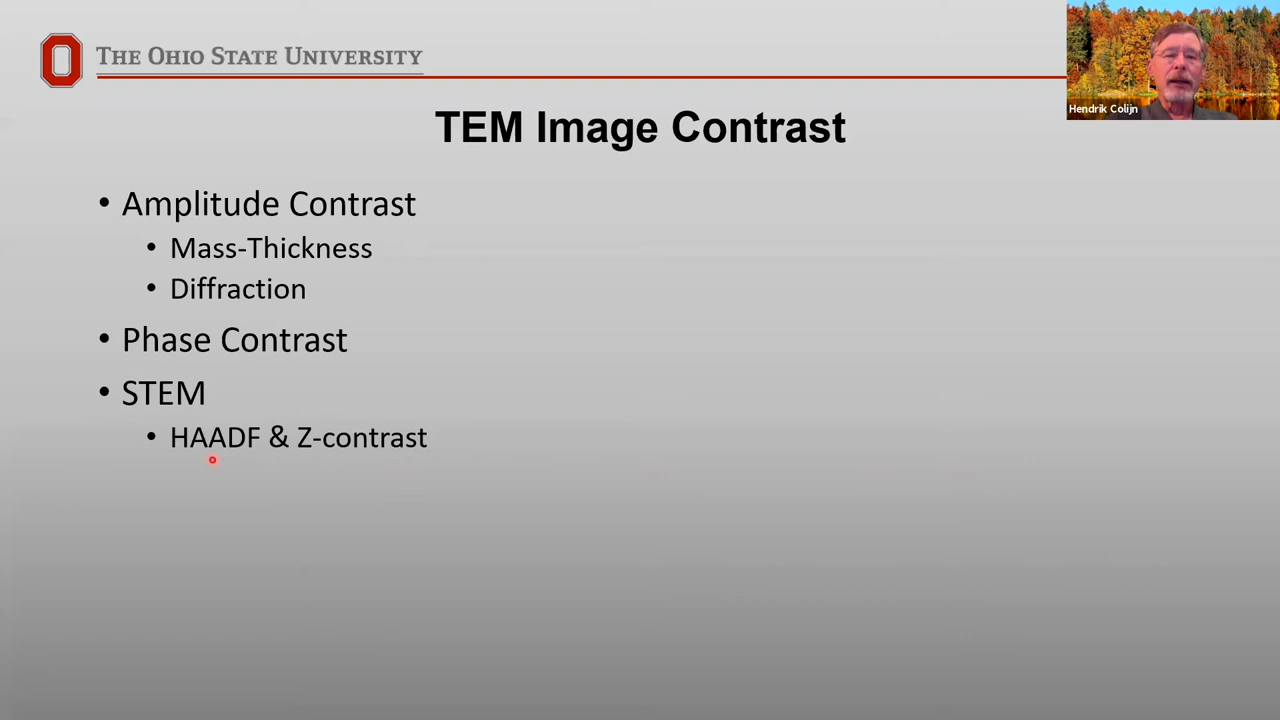 THE OHIO STATE UNIVERSITY
Hendrik Colijn
TEM Image Contrast
• Amplitude Contrast
• Mass-Thickness
• Diffraction
• Phase Contrast
• STEM
• HAADF & Z-contrast